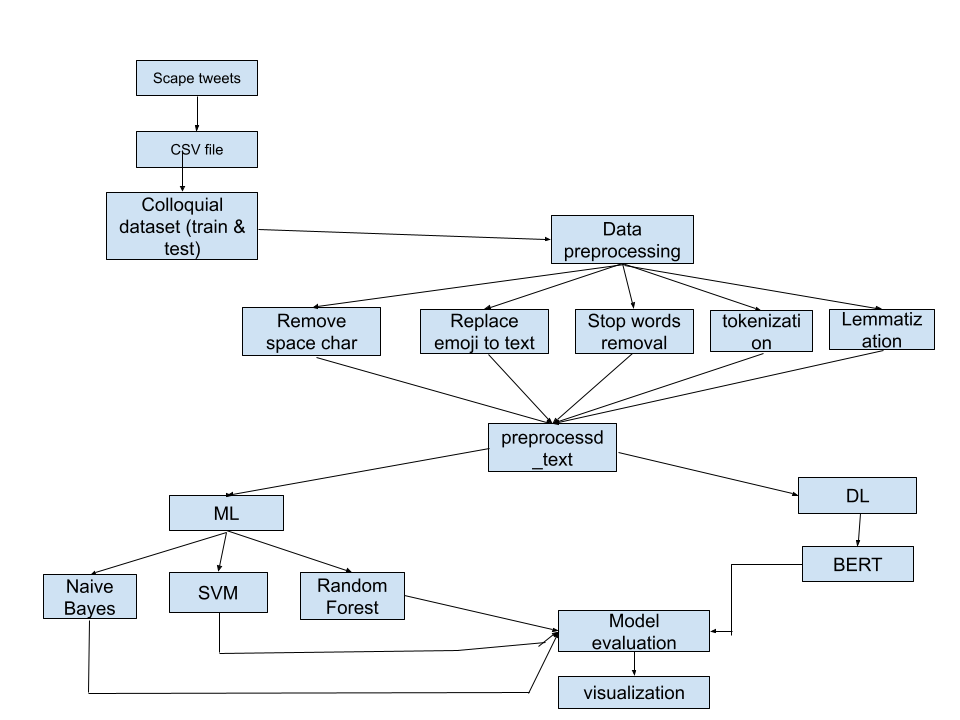 Scape tweets
CSV file
Colloquial
dataset (train &
test)
Data
preprocessing
Remove
space char
Replace
emoji to text
Stop words
removal
tokenizati
on
Lemmatiz
ation
preprocessd
_text
ML
DL
Naive
Bayes
SVM
Random
Forest
BERT
Model
evaluation
visualization